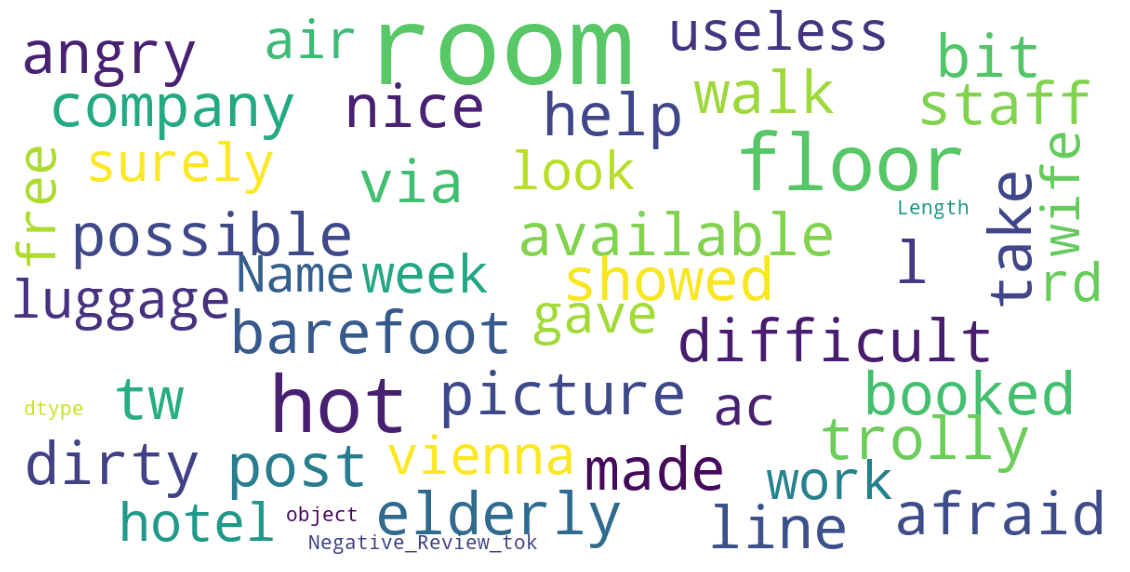 angry
air
room
useless
bit
company
nice
help
walk
staff
free
surely
via
look
floor
wife
take
Length
possible
available
l
Name
week
showed
rd
luggage
gave
barefoot
difficult
tw
hot
picture
ac
booked
dtype
trolly
dirty
post
vienna
made
work
hotel
object
elderly
line
afraid
Negative_Review_tok